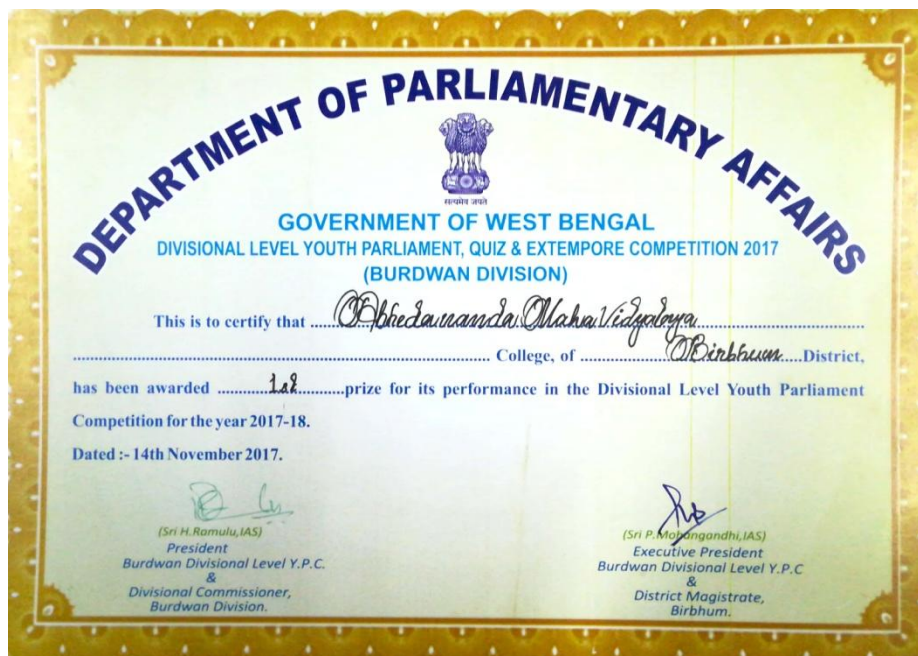 DEPARTMENT OF PARLIAMENTARY AFFAIRS
सत्यमेव जयते
GOVERNMENT OF WEST BENGAL
DIVISIONAL LEVEL YOUTH PARLIAMENT, QUIZ & EXTEMPORE COMPETITION 2017
(BURDWAN DIVISION)
This is to certify that Abhedananda MahaVidyalaya
College, of Birbhum District,
has been awarded 1st prize for its performance in the Divisional Level Youth Parliament
Competition for the year 2017-18.
Dated :- 14th November 2017.
(Sri H.Ramulu,IAS)
President
Burdwan Divisional Level Y.P.C.
&
Divisional Commissioner,
Burdwan Division.
(Sri P.Mohangandhi,IAS)
Executive President
Burdwan Divisional Level Y.P.C
&
District Magistrate,
Birbhum.